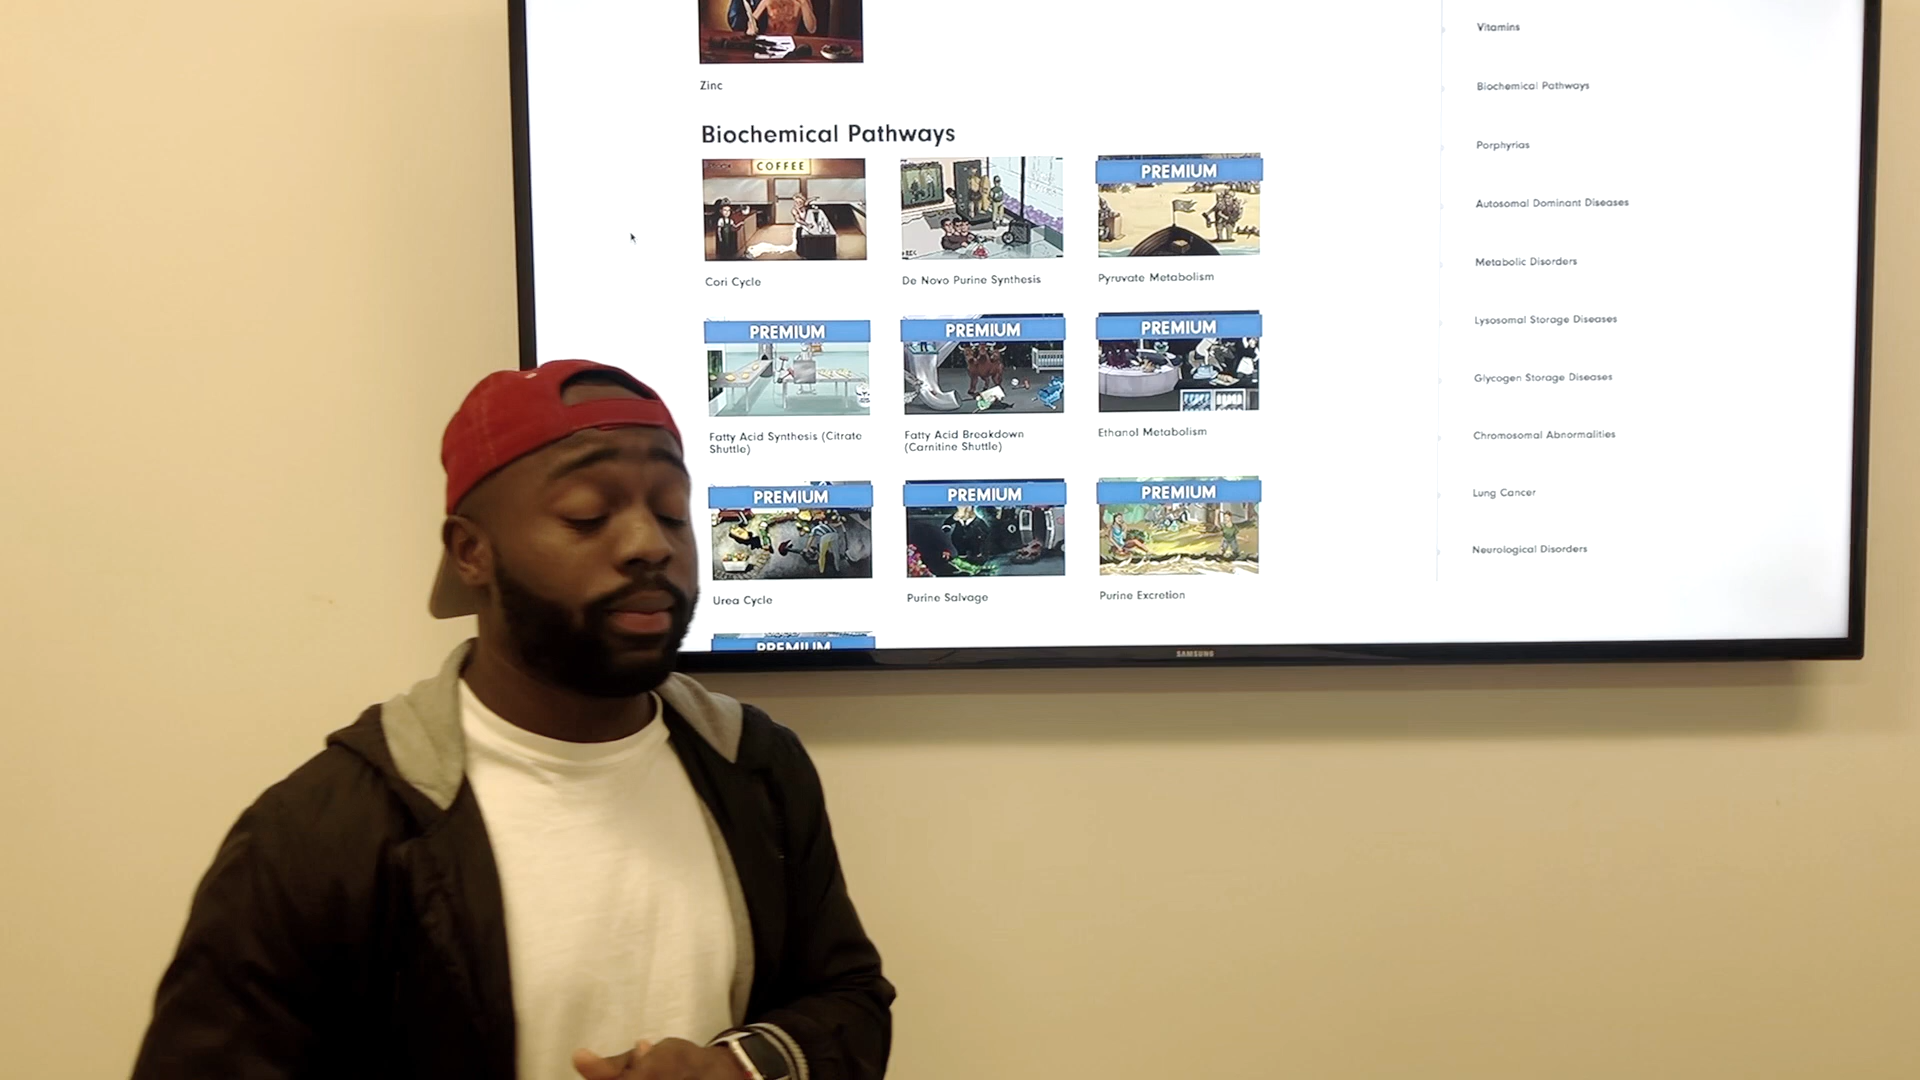 Zinc
Biochemical Pathways
COFFEE
PREMIUM
Cori Cycle
De Novo Purine Synthesis
Pyruvate Metabolism
PREMIUM
PREMIUM
PREMIUM
Fatty Acid Synthesis (Citrate
Shuttle)
Fatty Acid Breakdown
(Carnitine Shuttle)
Ethanol Metabolism
PREMIUM
PREMIUM
PREMIUM
Urea Cycle
Purine Salvage
Purine Excretion
PREMIUM
Vitamins
Biochemical Pathways
Porphyrias
Autosomal Dominant Diseases
Metabolic Disorders
Lysosomal Storage Diseases
Glycogen Storage Diseases
Chromosomal Abnormalities
Lung Cancer
Neurological Disorders
SAMSUNG